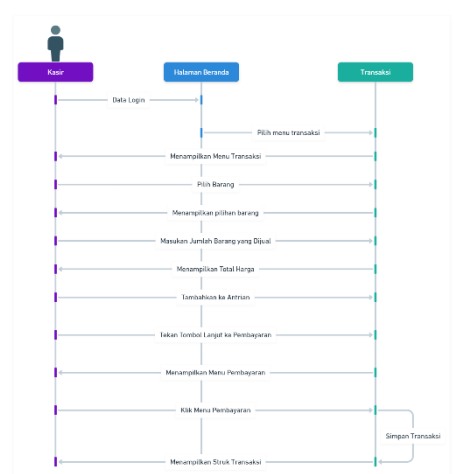 Kasir
Halaman Beranda
Transaksi
Data Login
Pilih menu transaksi
Menampilkan Menu Transaksi
Pilih Barang
Menampilkan pilihan barang
Masukan Jumlah Barang yang Dijual
Menampilkan Total Harga
Tambahkan ke Antrian
Tekan Tombol Lanjut ke Pembayaran
Menampilkan Menu Pembayaran
Klik Menu Pembayaran
Simpan Transaksi
Menampilkan Struk Transaksi